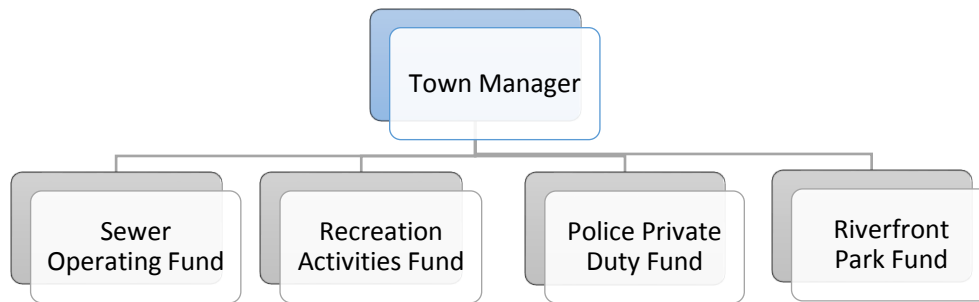 Town Manager
Sewer
Operating Fund
Recreation
Activities Fund
Police Private
Duty Fund
Riverfront
Park Fund